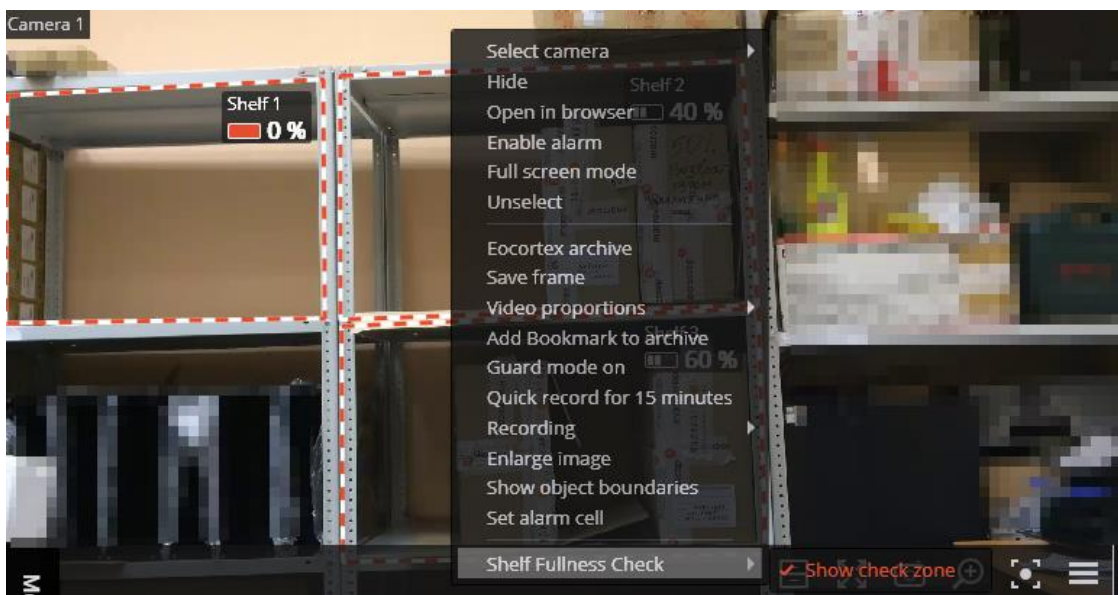 Camera 1
Shelf 1
0 %
Shelf 2
40 %
Shelf 3
60 %
Select camera
Hide
Open in browser
Enable alarm
Full screen mode
Unselect
Eocortex archive
Save frame
Video proportions
Add Bookmark to archive
Guard mode on
Quick record for 15 minutes
Recording
Enlarge image
Show object boundaries
Set alarm cell
Shelf Fullness Check
Show check zone